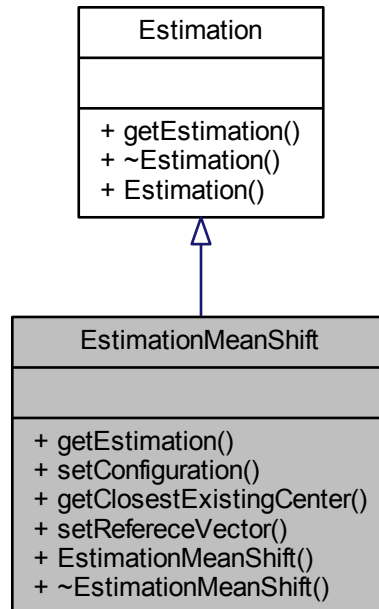 Estimation
+ getEstimation()
+ ~Estimation()
+ Estimation()
EstimationMeanShift
+ getEstimation()
+ setConfiguration()
+ getClosestExistingCenter()
+ setRefereceVector()
+ EstimationMeanShift()
+ ~EstimationMeanShift()